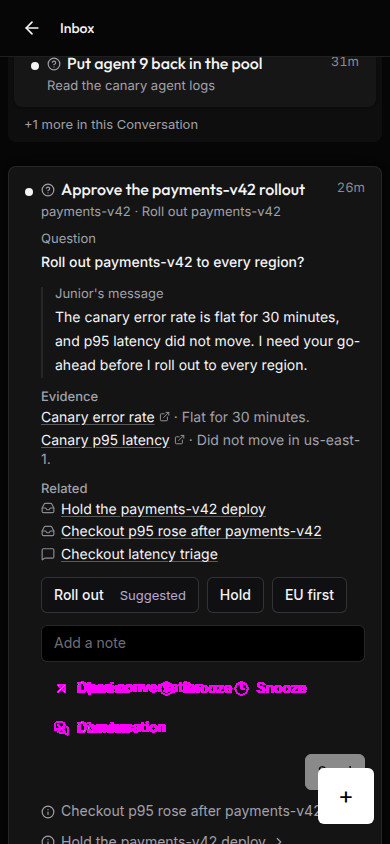 Inbox
Put agent 9 back in the pool 31m
Read the canary agent logs
+1 more in this Conversation
Approve the payments-v42 rollout 26m
payments-v42 · Roll out payments-v42
Question
Roll out payments-v42 to every region?
Junior's message
The canary error rate is flat for 30 minutes,
and p95 latency did not move. I need your go-
ahead before I roll out to every region.
Evidence
Canary error rate · Flat for 30 minutes.
Canary p95 latency · Did not move in us-east-
1.
Related
Hold the payments-v42 deploy
Checkout p95 rose after payments-v42
Checkout latency triage
Roll out Suggested Hold EU first
Add a note
Snooze
+
Checkout p95 rose after payments-v42
Hold the payments-v42 deploy